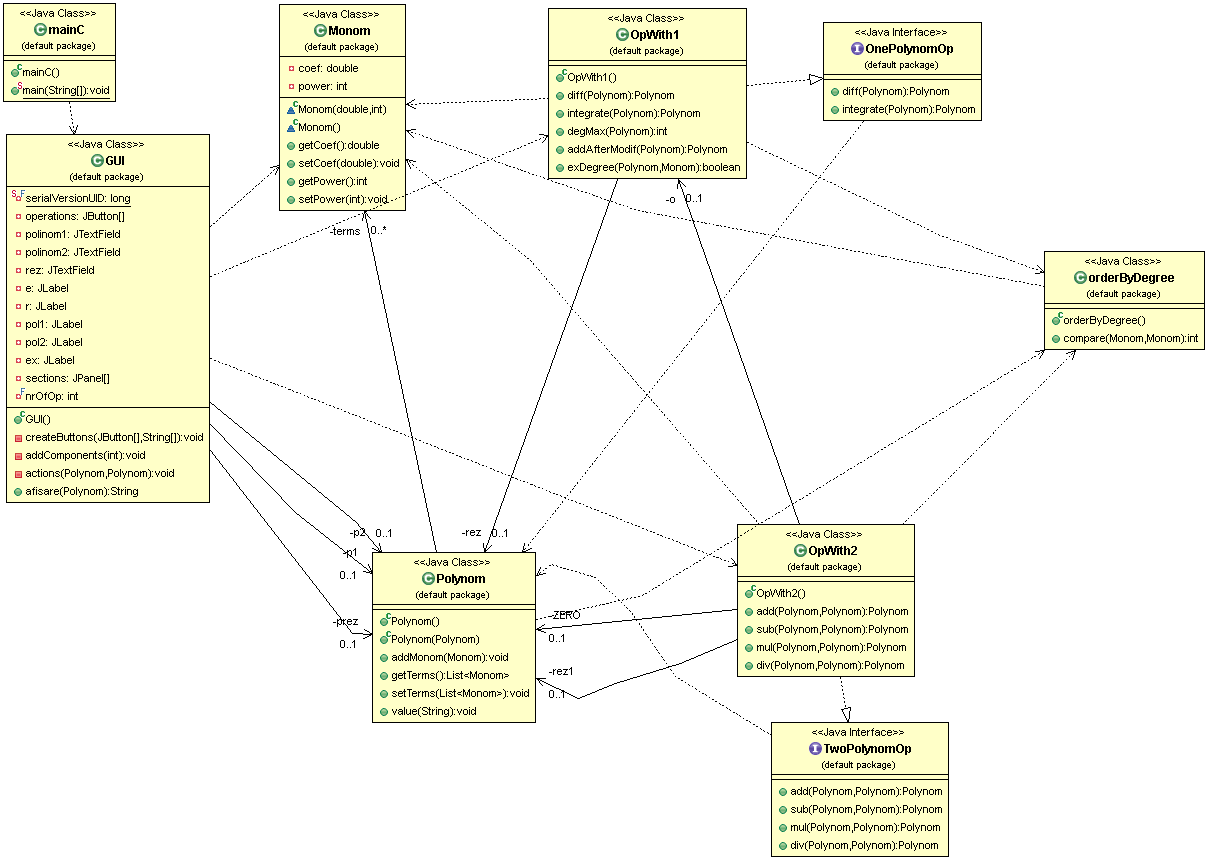 <<Java Class>>
mainC
(default package)
mainC()
main(String[]):void
<<Java Class>>
Monom
(default package)
coef: double
power: int
Monom(double,int)
Monom()
getCoef():double
setCoef(double):void
getPower():int
setPower(int):void
<<Java Class>>
OpWith1
(default package)
OpWith1()
diff(Polynom):Polynom
integrate(Polynom):Polynom
degMax(Polynom):int
addAfterModif(Polynom):Polynom
exDegree(Polynom,Monom):boolean
<<Java Interface>>
OnePolynomOp
(default package)
diff(Polynom):Polynom
integrate(Polynom):Polynom
<<Java Class>>
GUI
(default package)
serialVersionUID: long
operations: JButton[]
polinom1: JTextField
polinom2: JTextField
rez: JTextField
e: JLabel
r: JLabel
pol1: JLabel
pol2: JLabel
ex: JLabel
sections: JPanel[]
nrOfOp: int
GUI()
createButtons(JButton[],String[]):void
addComponents(int):void
actions(Polynom,Polynom):void
afisare(Polynom):String
-terms 0..*
-o 0..1
<<Java Class>>
orderByDegree
(default package)
orderByDegree()
compare(Monom,Monom):int
-p2 0..1
-p1
0..1
-prez
0..1
-rez 0..1
<<Java Class>>
Polynom
(default package)
Polynom()
Polynom(Polynom)
addMonom(Monom):void
getTerms():List<Monom>
setTerms(List<Monom>):void
value(String):void
-ZERO
0..1
-rez1
0..1
<<Java Class>>
OpWith2
(default package)
OpWith2()
add(Polynom,Polynom):Polynom
sub(Polynom,Polynom):Polynom
mul(Polynom,Polynom):Polynom
div(Polynom,Polynom):Polynom
<<Java Interface>>
TwoPolynomOp
(default package)
add(Polynom,Polynom):Polynom
sub(Polynom,Polynom):Polynom
mul(Polynom,Polynom):Polynom
div(Polynom,Polynom):Polynom